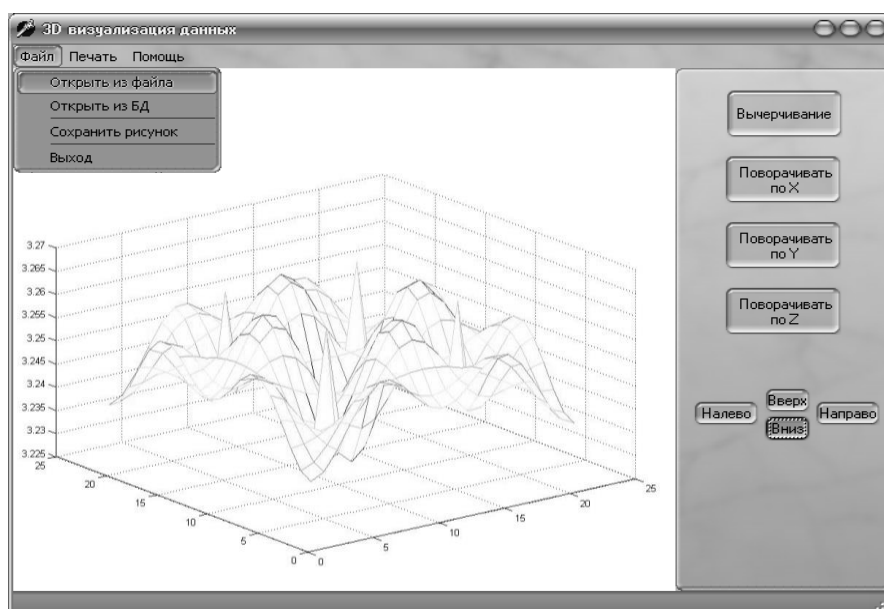 3D визуализация данных
Файл Печать Помощь
Открыть из файла
Открыть из БД
Сохранить рисунок
Выход
Вычерчивание
Поворачивать
по X
Поворачивать
по Y
Поворачивать
по Z
Вверх
Налево
Направо
Вниз
3.27
3.265
3.26
3.255
3.25
3.245
3.24
3.235
3.23
3.225
25
20
15
10
5
0
0
5
10
15
20
25